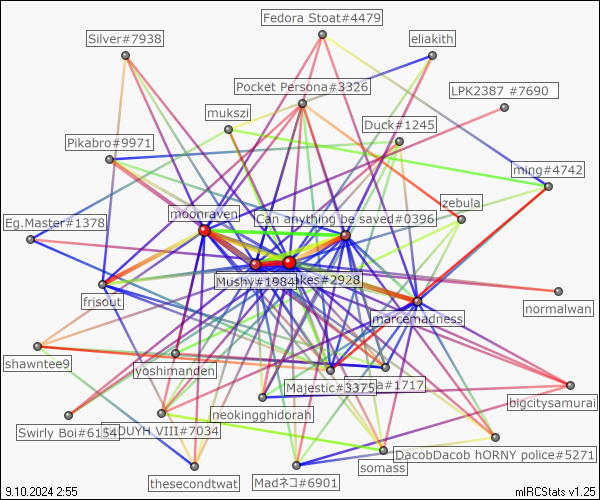 Fedora Stoat#4479
Silver#7938
eliakith
Pocket Persona#3326
LPK2387 #7690
mukszi
Duck#1245
Pikabro#9971
ming#4742
zebula
moonraven
Can anything be saved#0396
Eg.Master#1378
Mushy#1984
akes#2928
frisout
normalwan
marcemadness
shawntee9
yoshimanden
Majestic#3375
a#1717
bigcitysamurai
neokingghidorah
Swirly Boi#6154
OUYH VIII#7034
DacobDacob hORNY police#5271
somass
thesecondtwat
Madネコ#6901
9.10.2024 2:55
mIRCStats v1.25